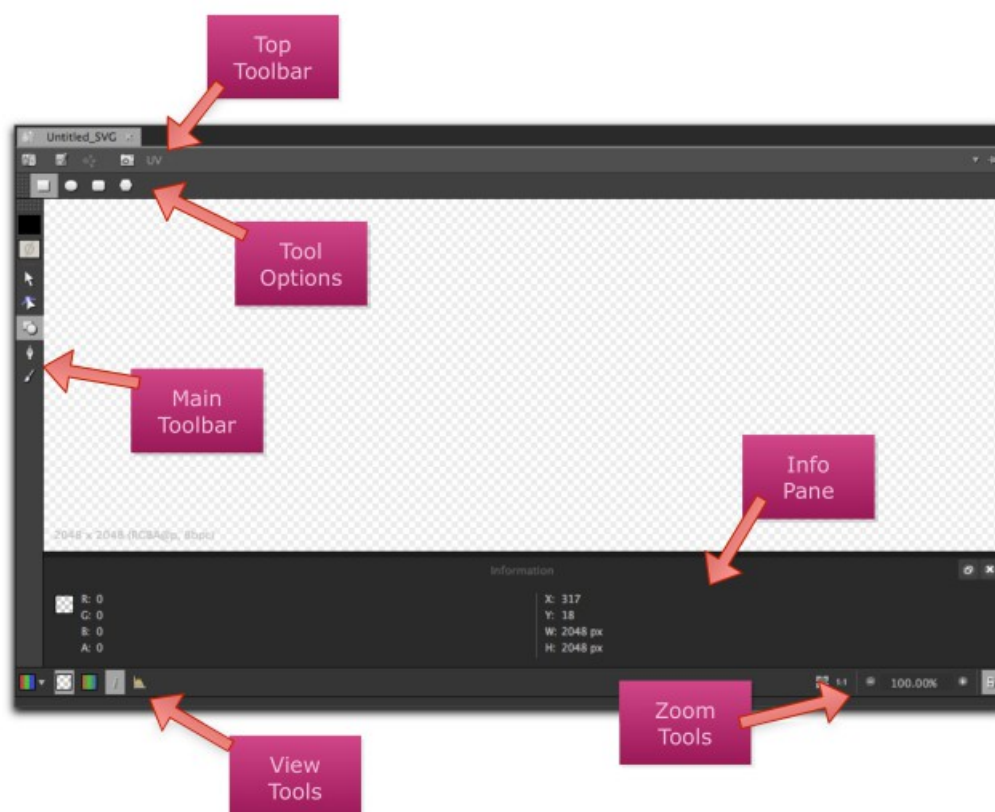 Top
Toolbar
Untitled_SVG
UV
Tool
Options
Main
Toolbar
Info
Pane
2048 x 2048 (RGBA@p, 8bpc)
Information
R: 0
G: 0
B: 0
A: 0
X: 317
Y: 18
W: 2048 px
H: 2048 px
1:1
100.00%
Zoom
Tools
View
Tools